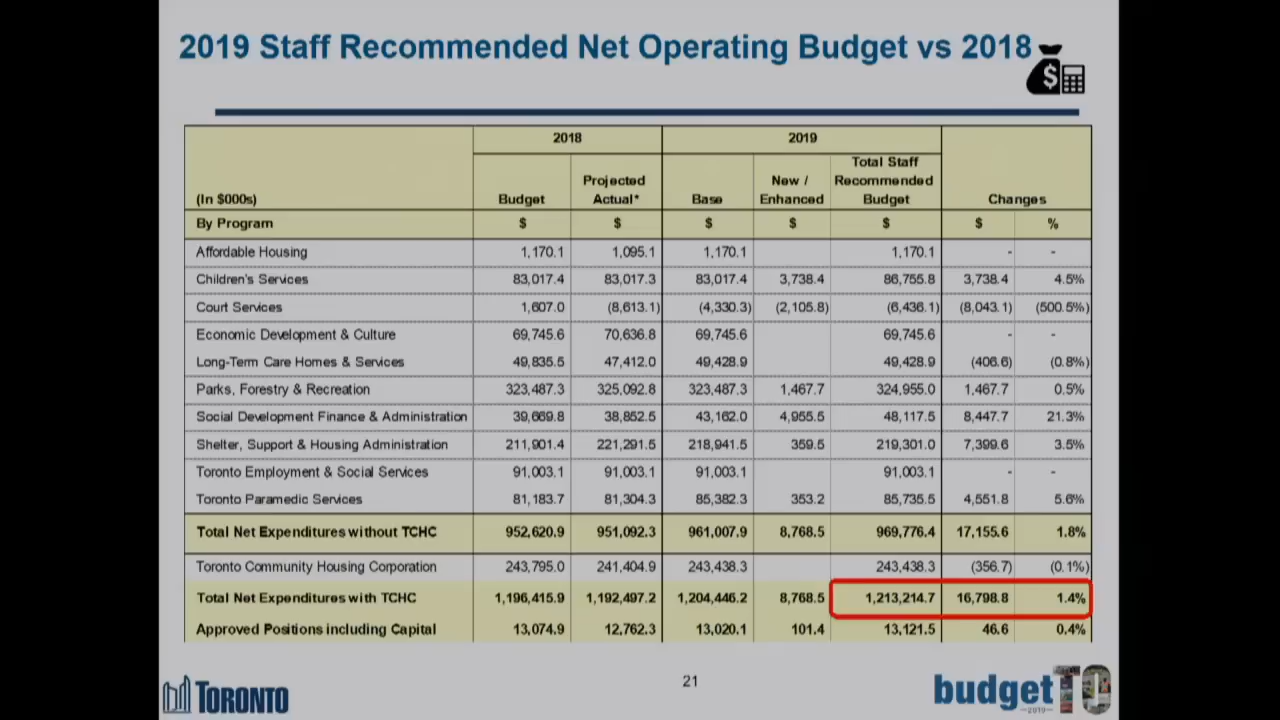 2019 Staff Recommended Net Operating Budget vs 2018
$
2018 2019
(In $000s) Budget Projected Actual* Base New / Enhanced Total Staff Recommended Budget Changes
By Program $ $ $ $ $ $ %
Affordable Housing 1,170.1 1,095.1 1,170.1 1,170.1 - -
Children's Services 83,017.4 83,017.3 83,017.4 3,738.4 86,755.8 3,738.4 4.5%
Court Services 1,607.0 (8,613.1) (4,330.3) (2,105.8) (6,436.1) (8,043.1) (500.5%)
Economic Development & Culture 69,745.6 70,636.8 69,745.6 69,745.6 - -
Long-Term Care Homes & Services 49,835.5 47,412.0 49,428.9 49,428.9 (406.6) (0.8%)
Parks, Forestry & Recreation 323,487.3 325,092.8 323,487.3 1,467.7 324,955.0 1,467.7 0.5%
Social Development Finance & Administration 39,669.8 38,852.5 43,162.0 4,955.5 48,117.5 8,447.7 21.3%
Shelter, Support & Housing Administration 211,901.4 221,291.5 218,941.5 359.5 219,301.0 7,399.6 3.5%
Toronto Employment & Social Services 91,003.1 91,003.1 91,003.1 91,003.1 - -
Toronto Paramedic Services 81,183.7 81,304.3 85,382.3 353.2 85,735.5 4,551.8 5.6%
Total Net Expenditures without TCHC 952,620.9 951,092.3 961,007.9 8,768.5 969,776.4 17,155.6 1.8%
Toronto Community Housing Corporation 243,795.0 241,404.9 243,438.3 243,438.3 (356.7) (0.1%)
Total Net Expenditures with TCHC 1,196,415.9 1,192,497.2 1,204,446.2 8,768.5 1,213,214.7 16,798.8 1.4%
Approved Positions including Capital 13,074.9 12,762.3 13,020.1 101.4 13,121.5 46.6 0.4%
TORONTO
21
budgetTO
2019